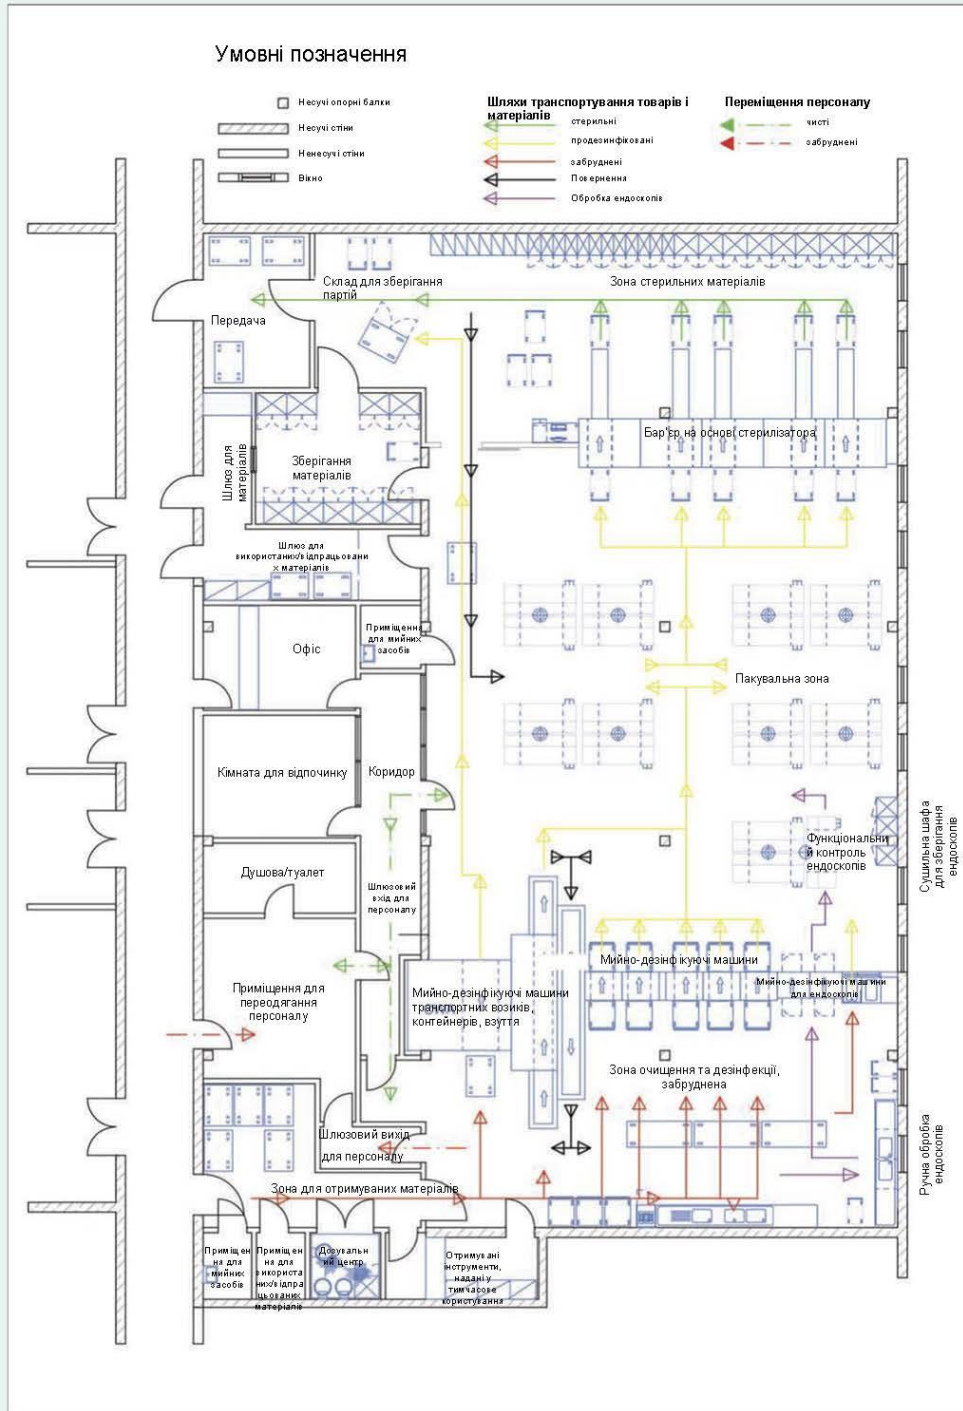 Умовні позначення
Несучі опорні балки
Несучі стіни
Ненесучі стіни
Вікно
Шляхи транспортування товарів і
матеріалів
стерильні
продезинфіковані
забруднені
Повернення
Обробка ендоскопів
Переміщення персоналу
чисті
забруднені
Склад для зберігання
партій
Зона стерильних матеріалів
Передача
Бар'єр на основі стерилізатора
Шлюз для
матеріалів
Зберігання
матеріалів
Шлюз для
використаних/відпрацьовани
х матеріалів
Офіс
Приміщення
для мийних
засобів
Пакувальна зона
Кімната для відпочинку
Коридор
Функціональни
й контроль
ендоскопів
Сушильна шафа
для зберігання
ендоскопів
Душова/туалет
Шлюзовий
вхід для
персоналу
Мийно-дезінфікуючі машини
Мийно-дезінфікуючі машини
для ендоскопів
Приміщення для
переодягання
персоналу
Мийно-дезінфікуючі машини
транспортних возиків,
контейнерів, взуття
Зона очищення та дезінфекції,
забруднена
Шлюзовий вихід
для персоналу
Ручна обробка
ендоскопів
Зона для отримуваних матеріалів
Приміщен
на для
мийних
засобів
Приміщен
на для
використа
них/відпра
цьованих
матеріалів
Дозувальн
ий центр
Отримувані
інструменти,
надані у
тимчасове
користування